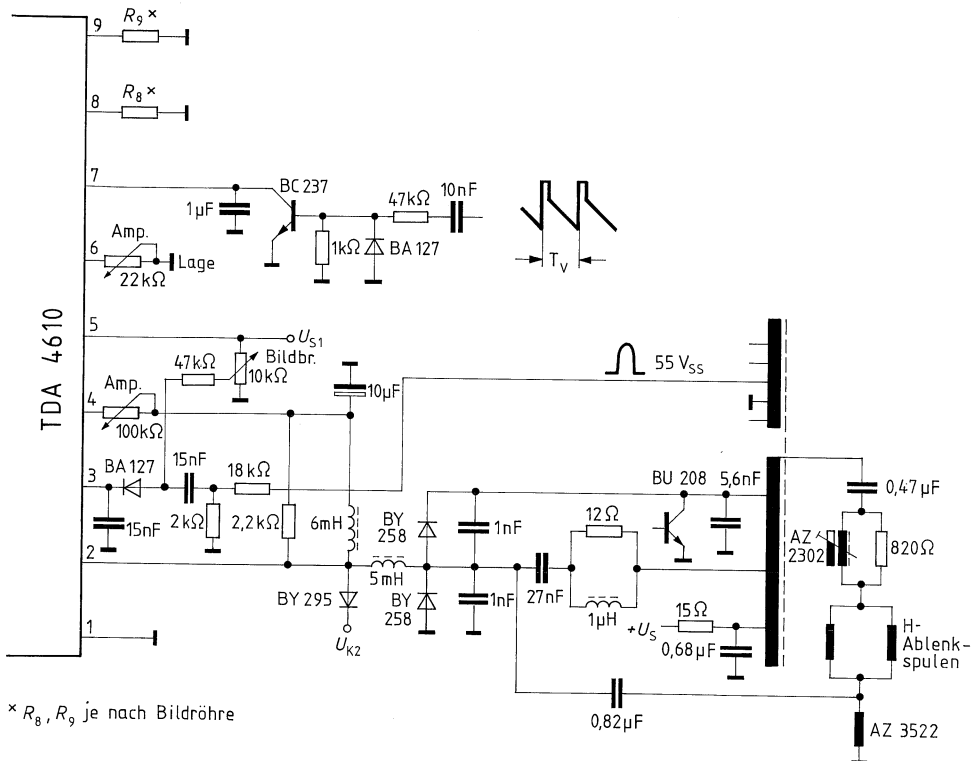 9
R9 ×
8
R8 ×
7
BC 237
47kΩ
10nF
1µF
1kΩ
BA 127
TV
Amp.
6
22kΩ
Lage
TDA 4610
5
US1
Bildbr.
47kΩ
10kΩ
55 VSS
10µF
Amp.
4
100kΩ
3
BA 127
15nF
18kΩ
15nF
2kΩ
2,2kΩ
6mH
BY 258
1nF
12Ω
BU 208
5,6nF
0,47µF
AZ 2302
820Ω
2
5mH
BY 295
BY 258
1nF
27nF
1µH
15Ω
+US
0,68µF
H-
Ablenk-
spulen
UK2
1
0,82µF
AZ 3522
× R8, R9 je nach Bildröhre